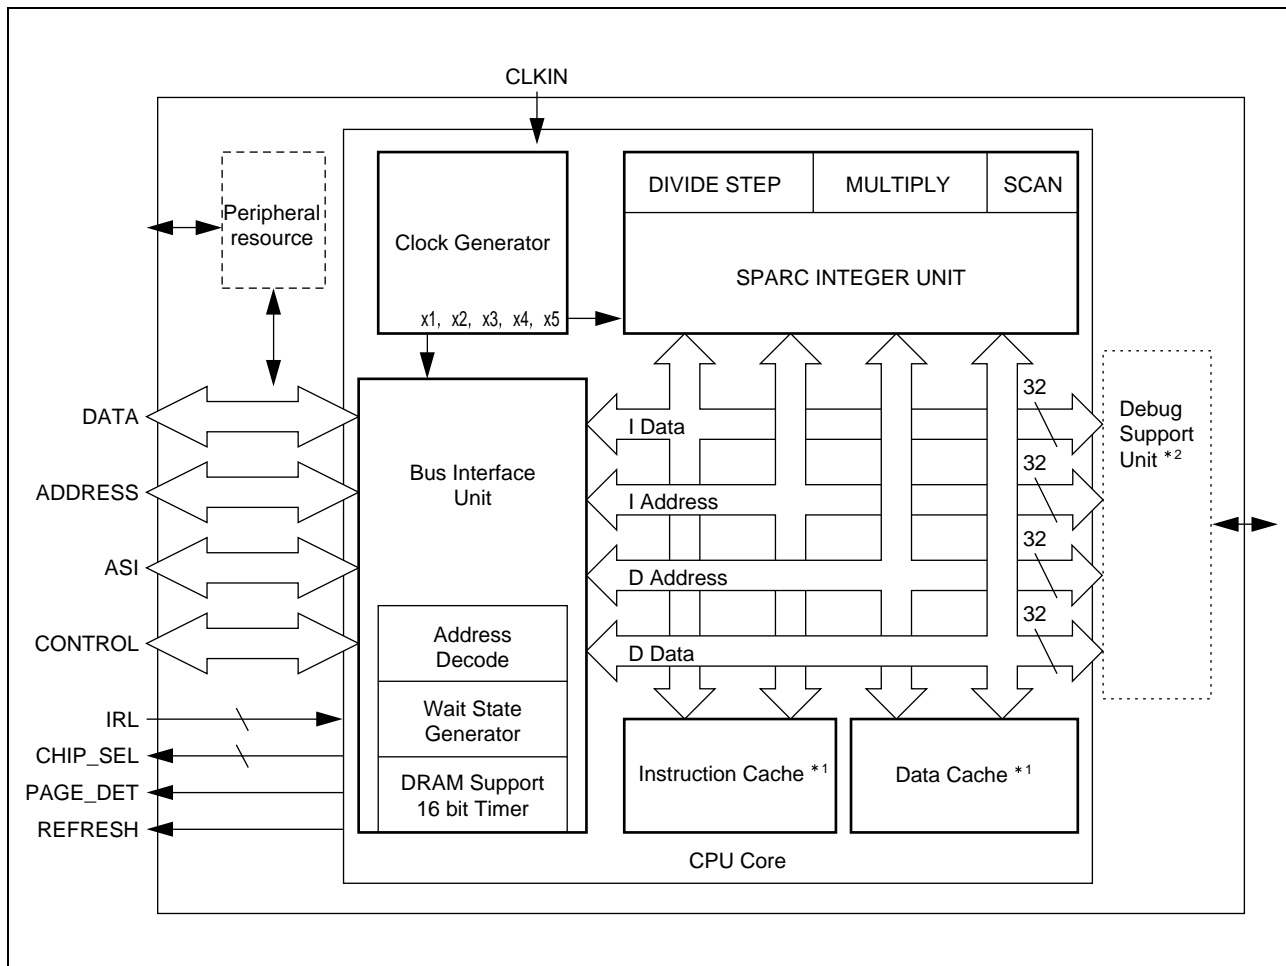 CLKIN
DIVIDE STEP
MULTIPLY
SCAN
Peripheral
resource
Clock Generator
SPARC INTEGER UNIT
x1, x2, x3, x4, x5
DATA
ADDRESS
ASI
CONTROL
IRL
CHIP_SEL
PAGE_DET
REFRESH
Bus Interface
Unit
Address
Decode
Wait State
Generator
DRAM Support
16 bit Timer
I Data
32
I Address
32
D Address
32
D Data
32
Debug
Support
Unit *2
Instruction Cache *1
Data Cache *1
CPU Core